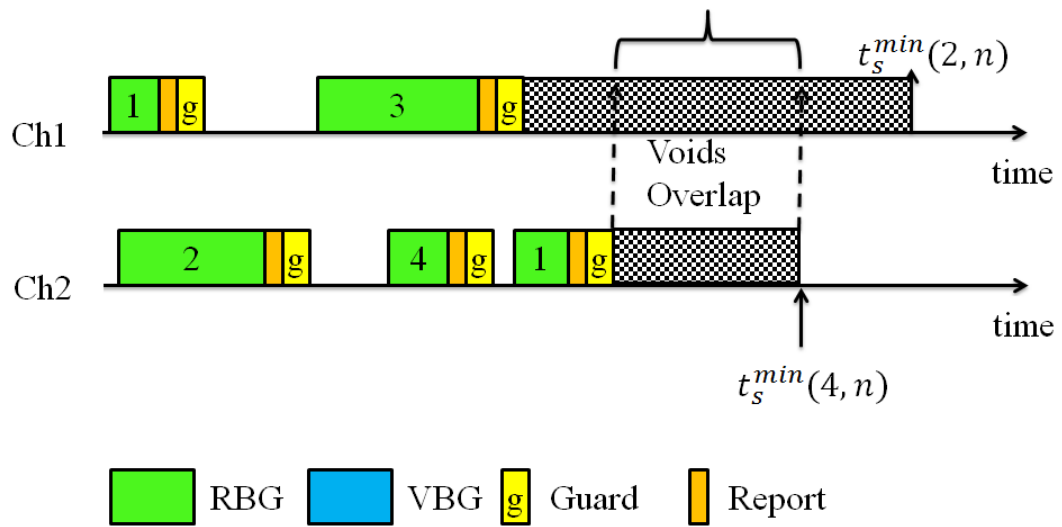 t_s^{min}(2, n)
Ch1 1 g 3 g
time
Voids
Overlap
Ch2 2 g 4 g 1 g
time
t_s^{min}(4, n)
RBG VBG g Guard Report